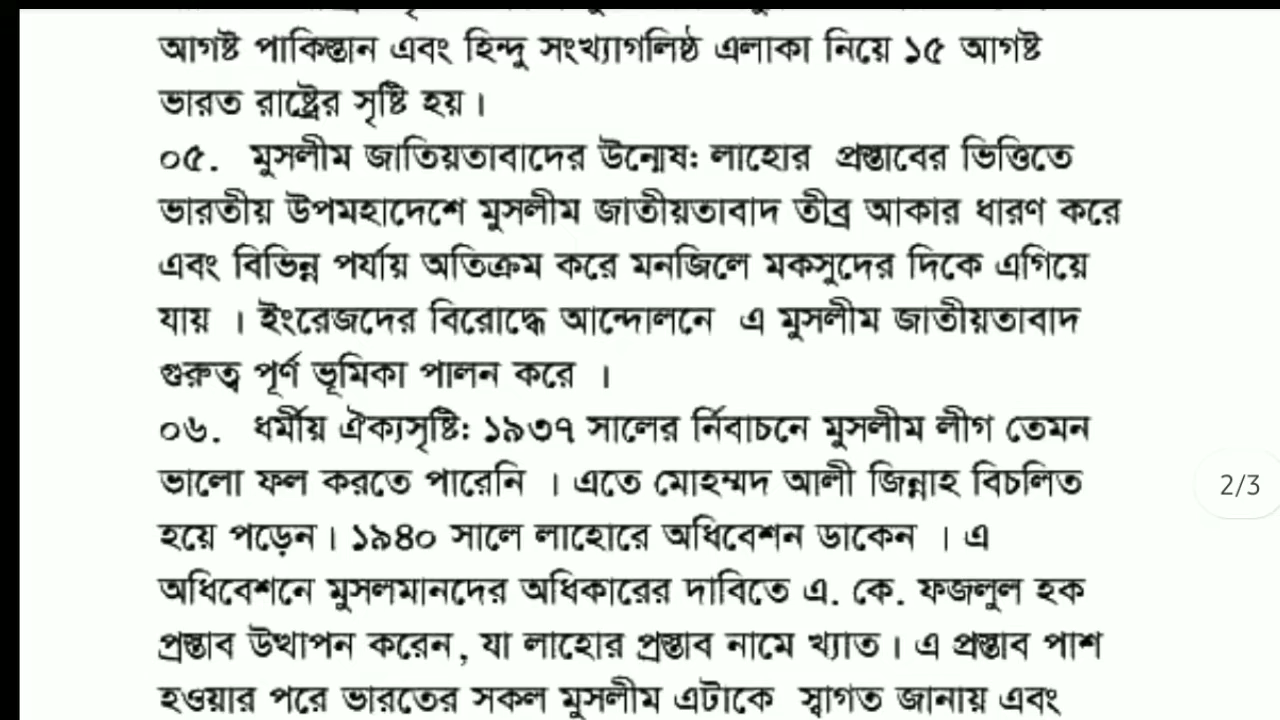 আগষ্ট পাকিস্তান এবং হিন্দু সংখ্যাগলিষ্ঠ এলাকা নিয়ে ১৫ আগষ্ট
ভারত রাষ্ট্রের সৃষ্টি হয়।
০৫. মুসলীম জাতিয়তাবাদের উন্মেষ: লাহোর প্রস্তাবের ভিত্তিতে
ভারতীয় উপমহাদেশে মুসলীম জাতীয়তাবাদ তীব্র আকার ধারণ করে
এবং বিভিন্ন পর্যায় অতিক্রম করে মনজিলে মকসুদের দিকে এগিয়ে
যায় । ইংরেজদের বিরোদ্ধে আন্দোলনে এ মুসলীম জাতীয়তাবাদ
গুরুত্ব পূর্ণ ভূমিকা পালন করে ।
০৬. ধর্মীয় ঐক্যসৃষ্টি: ১৯৩৭ সালের র্নিবাচনে মুসলীম লীগ তেমন
ভালো ফল করতে পারেনি । এতে মোহম্মদ আলী জিন্নাহ বিচলিত
হয়ে পড়েন। ১৯৪০ সালে লাহোরে অধিবেশন ডাকেন । এ
অধিবেশনে মুসলমানদের অধিকারের দাবিতে এ. কে. ফজলুল হক
প্রস্তাব উত্থাপন করেন, যা লাহোর প্রস্তাব নামে খ্যাত। এ প্রস্তাব পাশ
হওয়ার পরে ভারতের সকল মুসলীম এটাকে স্বাগত জানায় এবং
2/3